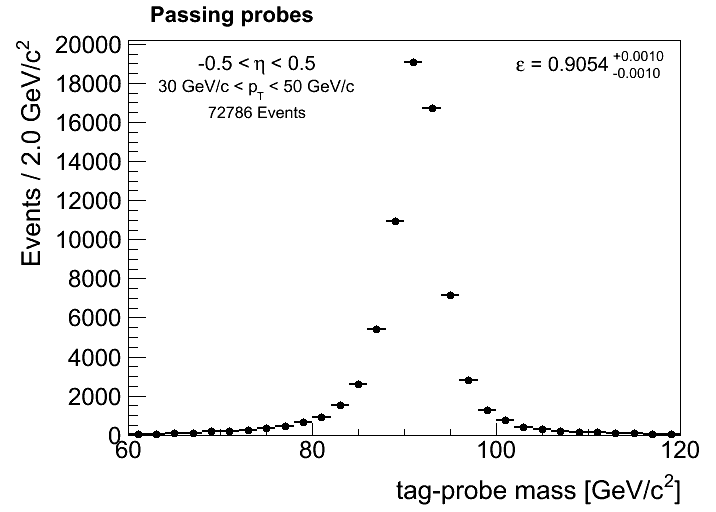 Passing probes
-0.5 < η < 0.5
30 GeV/c < p_T < 50 GeV/c
72786 Events
ε = 0.9054 +0.0010 -0.0010
Events / 2.0 GeV/c²
20000
18000
16000
14000
12000
10000
8000
6000
4000
2000
0
60 80 100 120
tag-probe mass [GeV/c²]